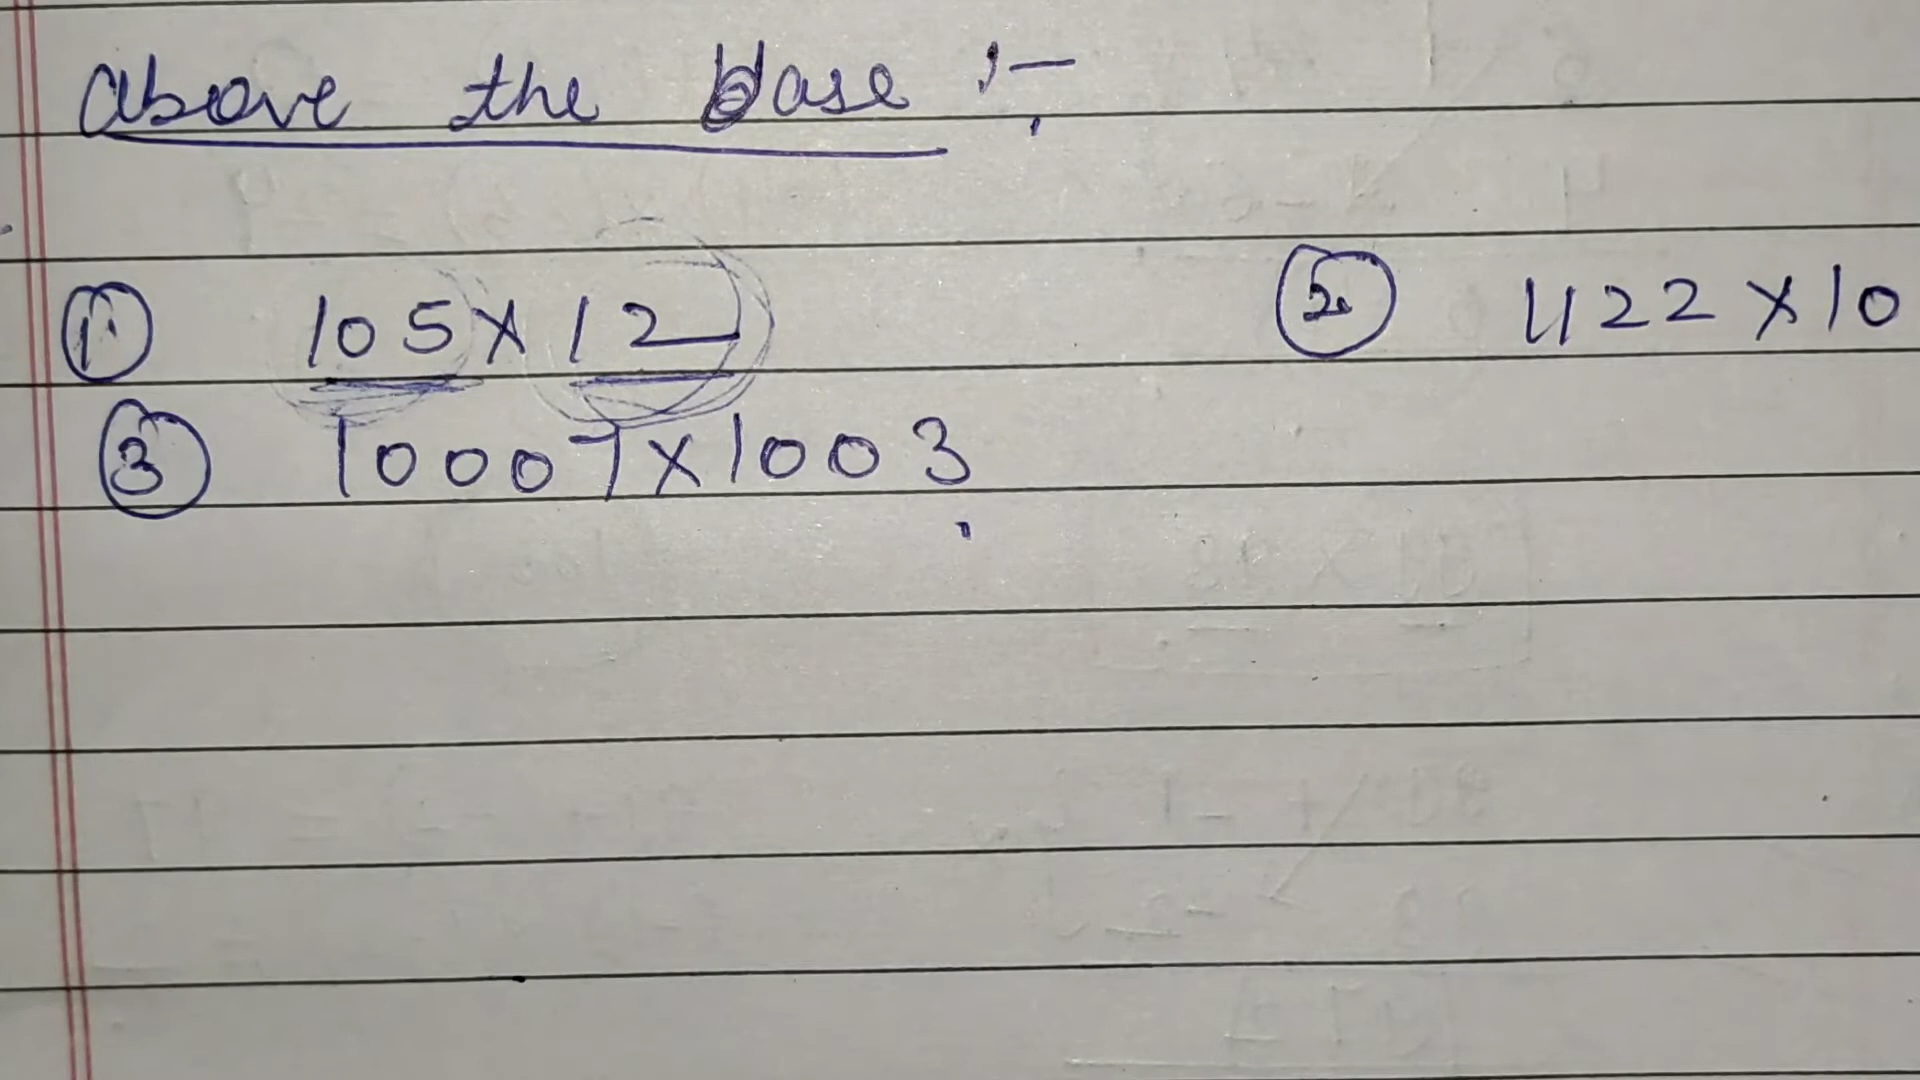 above the base :-
① 105 x 12 ② 1122 x 10
③ 10007 x 1003